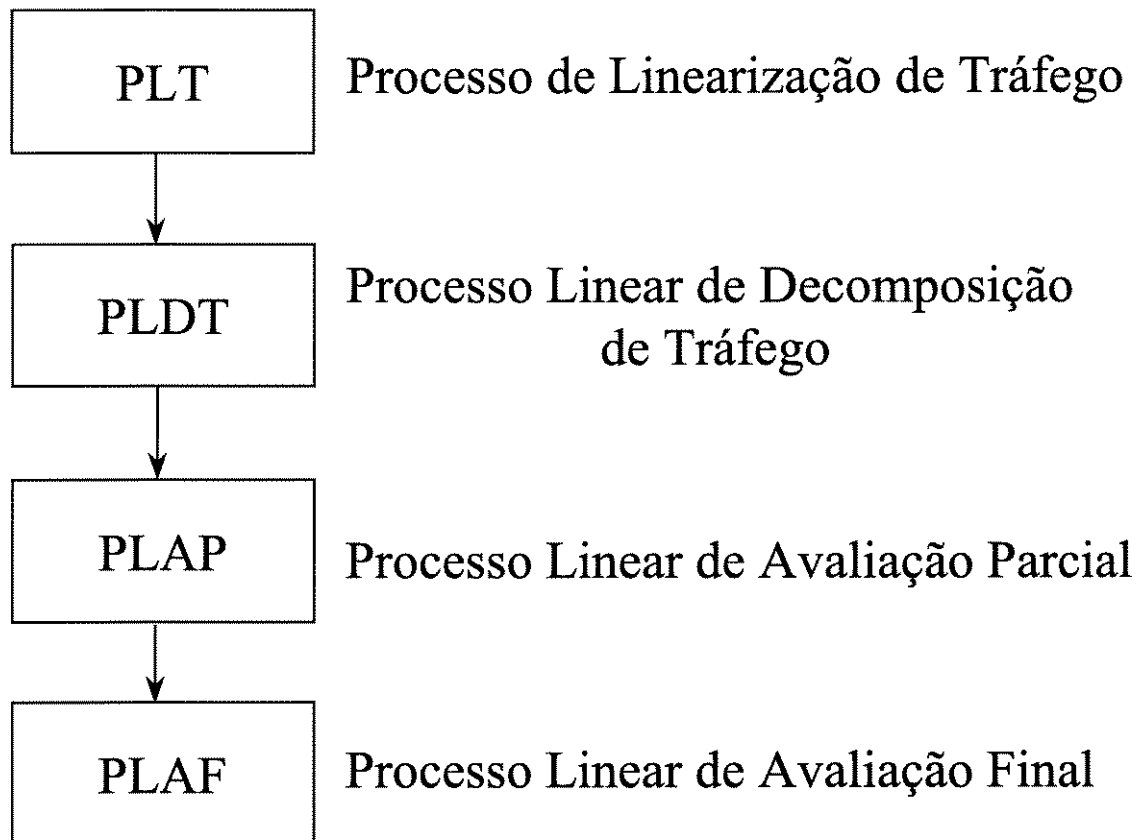 PLT
Processo de Linearização de Tráfego
PLDT
Processo Linear de Decomposição
de Tráfego
PLAP
Processo Linear de Avaliação Parcial
PLAF
Processo Linear de Avaliação Final